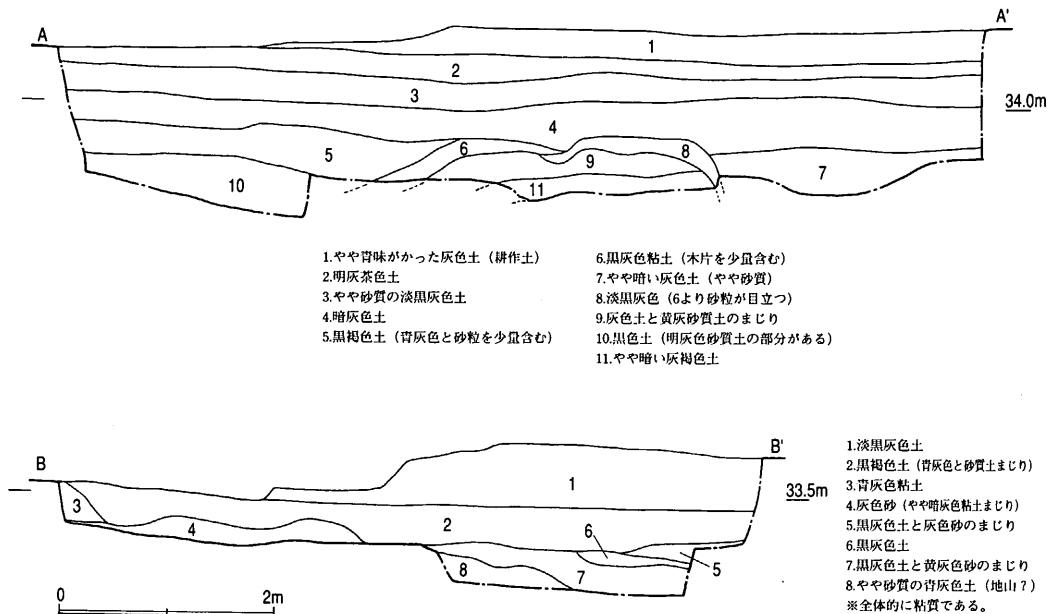 A A'
1
2
3
34.0m
4
5 6 9 8 7
10 11
1.やや青味がかった灰色土（耕作土）
2.明灰茶色土
3.やや砂質の淡黒灰色土
4.暗灰色土
5.黒褐色土（青灰色と砂粒を少量含む）
6.黒灰色粘土（木片を少量含む）
7.やや暗い灰色土（やや砂質）
8.淡黒灰色（6より砂粒が目立つ）
9.灰色土と黄灰砂質土のまじり
10.黒色土（明灰色砂質土の部分がある）
11.やや暗い灰褐色土
B B'
1
33.5m
3 4 2 6 5
8 7
0 2m
1.淡黒灰色土
2.黒褐色土（青灰色と砂質土まじり）
3.青灰色粘土
4.灰色砂（やや暗灰色粘土まじり）
5.黒灰色土と灰色砂のまじり
6.黒灰色土
7.黒灰色土と黄灰色砂のまじり
8.やや砂質の青灰色土（地山？）
※全体的に粘質である。